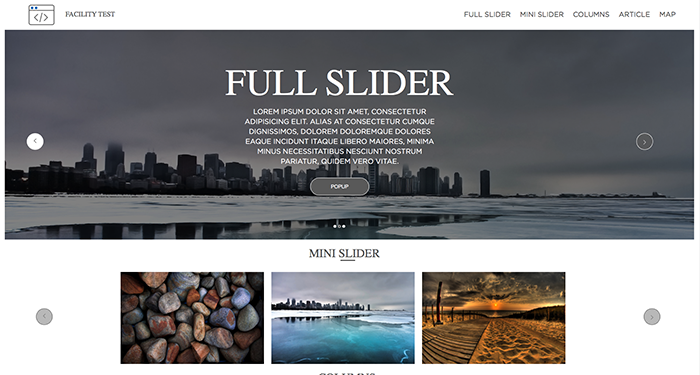 </>
FACILITY TEST
FULL SLIDER MINI SLIDER COLUMNS ARTICLE MAP
FULL SLIDER
LOREM IPSUM DOLOR SIT AMET, CONSECTETUR
ADIPISICING ELIT. ALIAS AT CONSECTETUR CUMQUE
DIGNISSIMOS, DOLOREM DOLOREMQUE DOLORES
EAQUE INCIDUNT ITAQUE LIBERO MAIORES, MINIMA
MINUS NECESSITATIBUS NESCIUNT NOSTRUM
PARIATUR, QUIDEM VERO VITAE.
POPUP
MINI SLIDER
COLUMNS